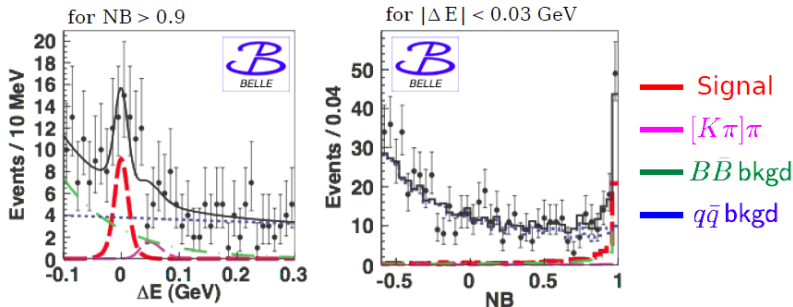 for NB > 0.9
Events / 10 MeV
20
18
16
14
12
10
8
6
4
2
0
BELLE
-0.1
0
0.1
0.2
0.3
ΔE (GeV)
for |Δ E| < 0.03 GeV
Events / 0.04
60
50
40
30
20
10
0
BELLE
-0.5
0
0.5
1
NB
Signal
[Kπ]π
BB̄ bkgd
qq̄ bkgd